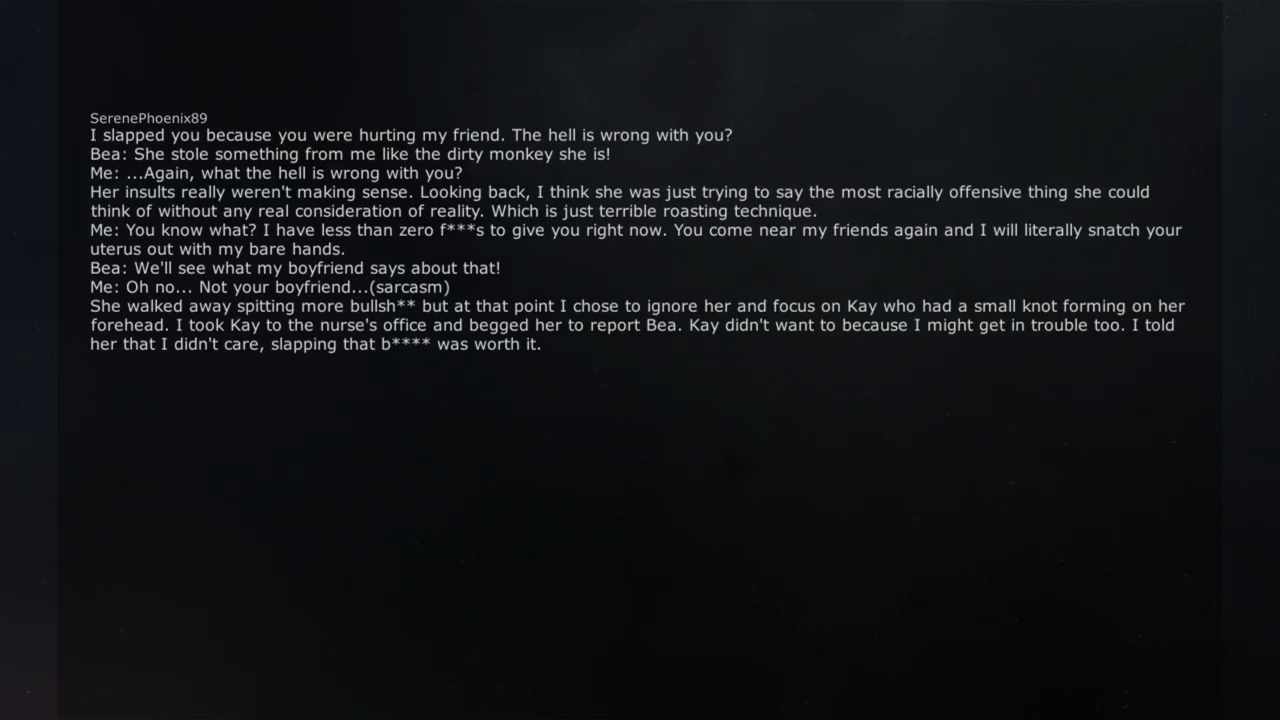 SerenePhoenix89
I slapped you because you were hurting my friend. The hell is wrong with you?
Bea: She stole something from me like the dirty monkey she is!
Me: ...Again, what the hell is wrong with you?
Her insults really weren't making sense. Looking back, I think she was just trying to say the most racially offensive thing she could
think of without any real consideration of reality. Which is just terrible roasting technique.
Me: You know what? I have less than zero f***s to give you right now. You come near my friends again and I will literally snatch your
uterus out with my bare hands.
Bea: We'll see what my boyfriend says about that!
Me: Oh no... Not your boyfriend...(sarcasm)
She walked away spitting more bullsh** but at that point I chose to ignore her and focus on Kay who had a small knot forming on her
forehead. I took Kay to the nurse's office and begged her to report Bea. Kay didn't want to because I might get in trouble too. I told
her that I didn't care, slapping that b**** was worth it.